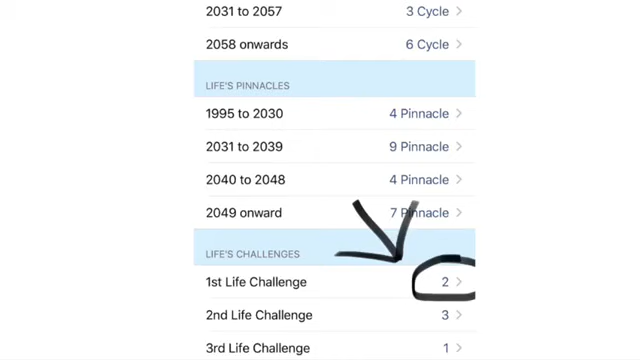 2031 to 2057 3 Cycle
2058 onwards 6 Cycle
LIFE'S PINNACLES
1995 to 2030 4 Pinnacle
2031 to 2039 9 Pinnacle
2040 to 2048 4 Pinnacle
2049 onward 7 Pinnacle
LIFE'S CHALLENGES
1st Life Challenge 2
2nd Life Challenge 3
3rd Life Challenge 1